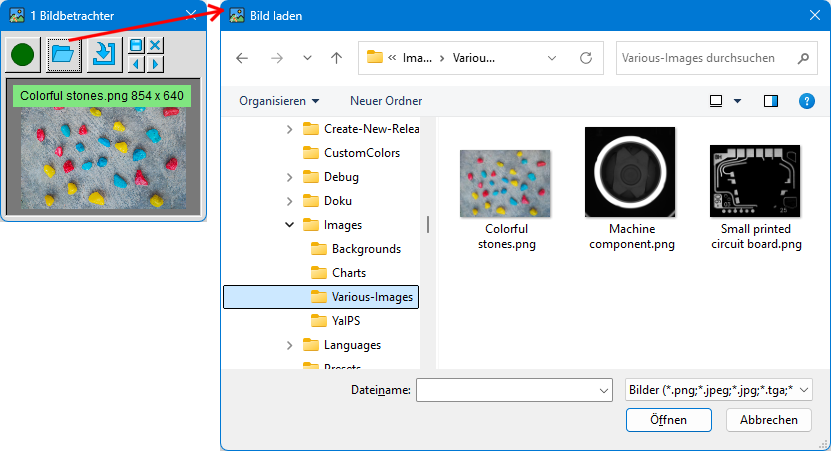 1 Bildbetrachter
Colorful stones.png 854 x 640
Bild laden
« Ima... > Variou...
Various-Images durchsuchen
Organisieren
Neuer Ordner
Create-New-Relea
CustomColors
Debug
Doku
Images
Backgrounds
Charts
Various-Images
YalPS
Languages
Presets
Colorful
stones.png
Machine
component.png
Small printed
circuit board.png
Dateiname:
Bilder (*.png;*.jpeg;*.jpg;*.tga;*
Öffnen
Abbrechen